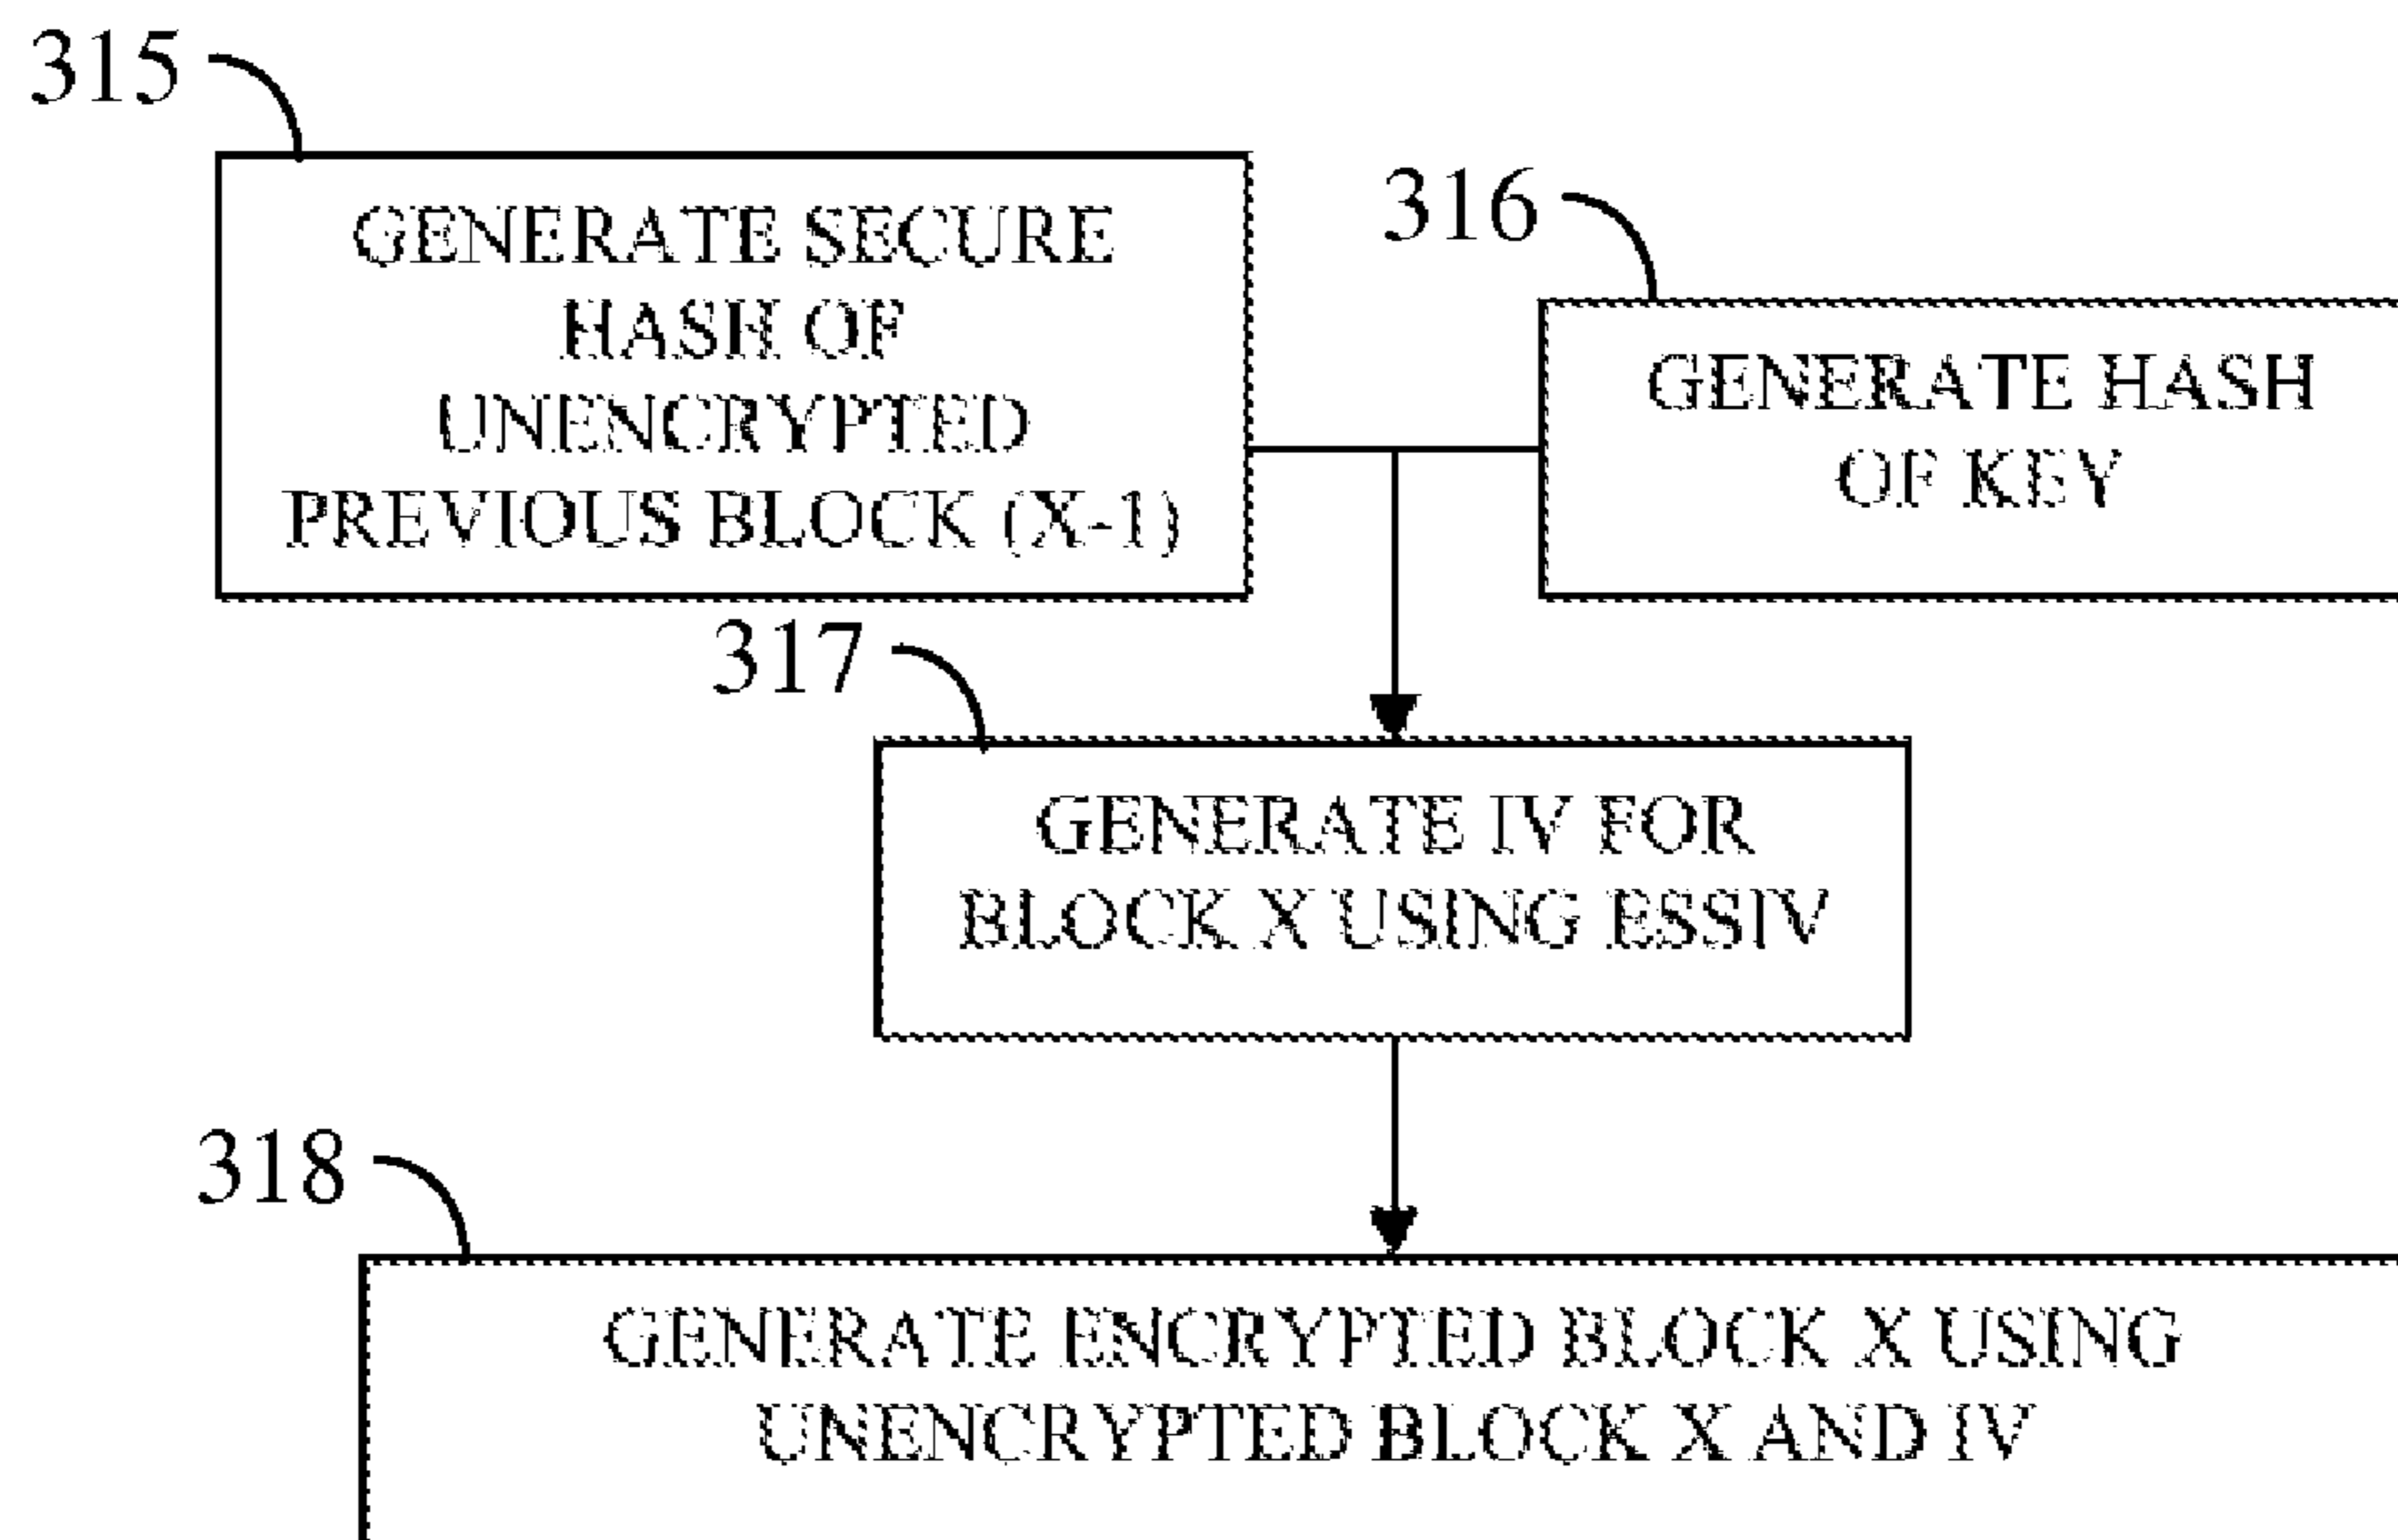 315
GENERATE SECURE
HASH OF
UNENCRYPTED
PREVIOUS BLOCK (X-1)
316
GENERATE HASH
OF KEY
317
GENERATE IV FOR
BLOCK X USING ESSIV
318
GENERATE ENCRYPTED BLOCK X USING
UNENCRYPTED BLOCK X AND IV